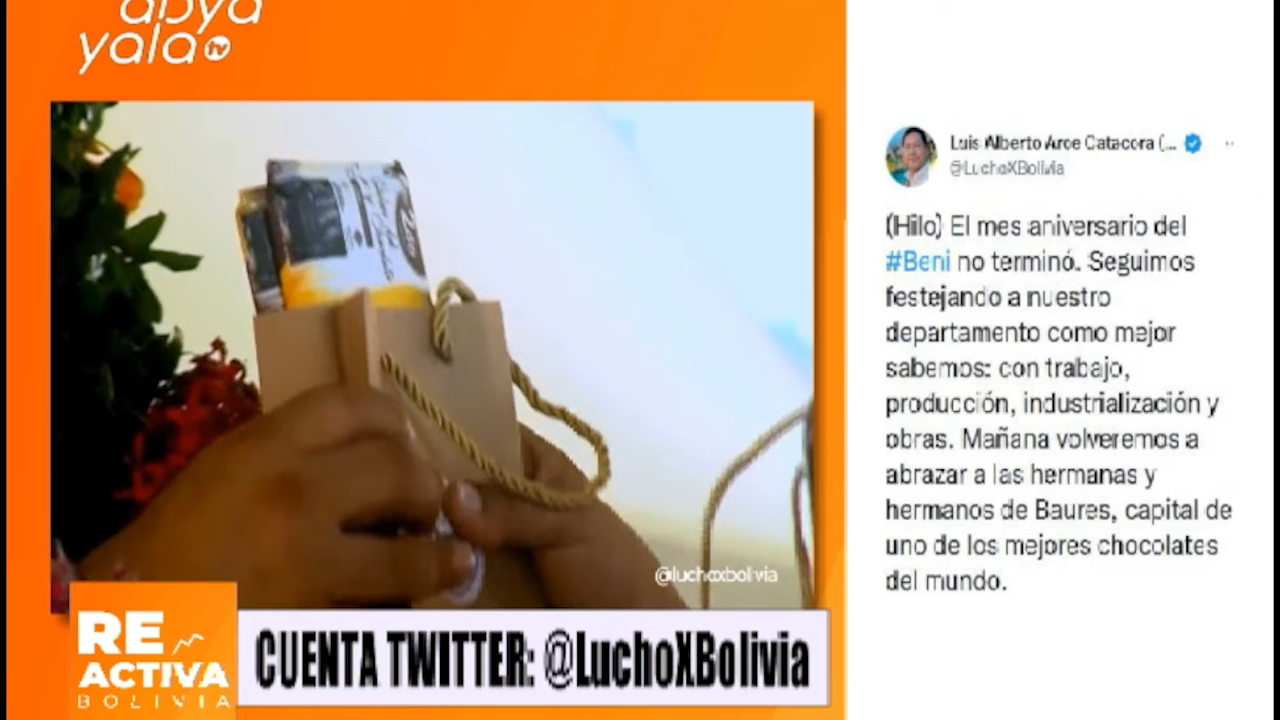 abya
yala tv
Luis Alberto Arce Catacora (...
@LuchoXBolivia
(Hilo) El mes aniversario del
#Beni no terminó. Seguimos
festejando a nuestro
departamento como mejor
sabemos: con trabajo,
producción, industrialización y
obras. Mañana volveremos a
abrazar a las hermanas y
hermanos de Baures, capital de
uno de los mejores chocolates
del mundo.
@luchoxbolivia
RE
ACTIVA
BOLIVIA
CUENTA TWITTER: @LuchoXBolivia